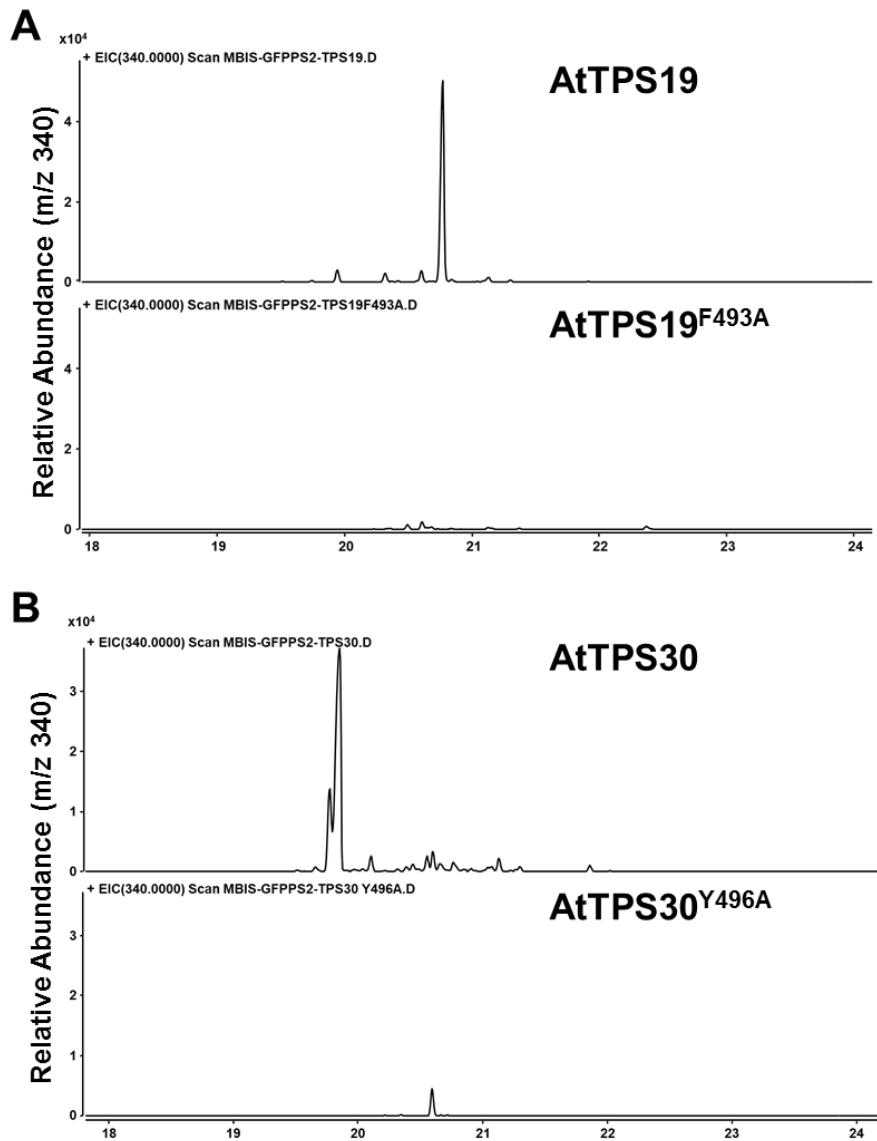 A
x10⁴
+ EIC(340.0000) Scan MBIS-GFPPS2-TPS19.D
AtTPS19
4
2
0
+ EIC(340.0000) Scan MBIS-GFPPS2-TPS19F493A.D
AtTPS19F493A
4
2
0
Relative Abundance (m/z 340)
18 19 20 21 22 23 24
B
x10⁴
+ EIC(340.0000) Scan MBIS-GFPPS2-TPS30.D
AtTPS30
3
2
1
0
+ EIC(340.0000) Scan MBIS-GFPPS2-TPS30 Y496A.D
AtTPS30Y496A
3
2
1
0
Relative Abundance (m/z 340)
18 19 20 21 22 23 24